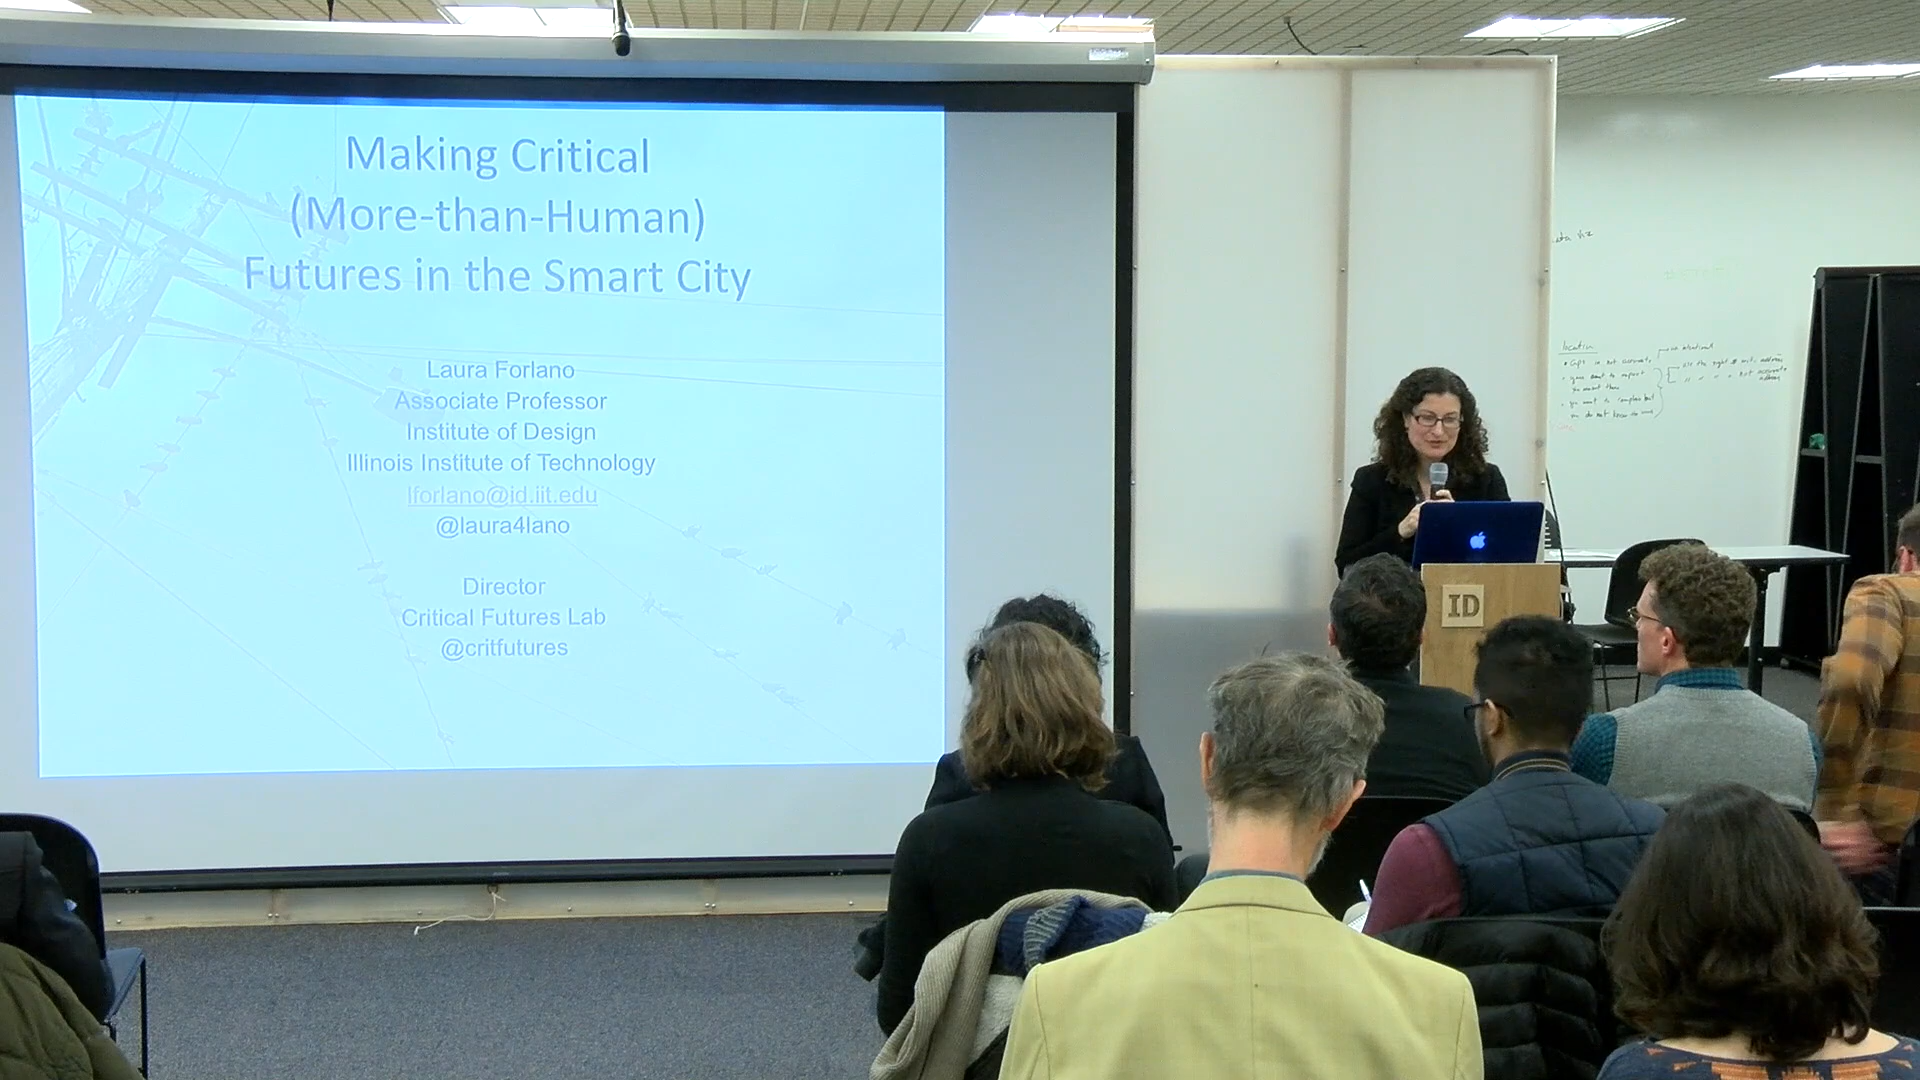 Making Critical
(More-than-Human)
Futures in the Smart City
Laura Forlano
Associate Professor
Institute of Design
Illinois Institute of Technology
lforlano@id.iit.edu
@laura4lano
Director
Critical Futures Lab
@critfutures
ID
location